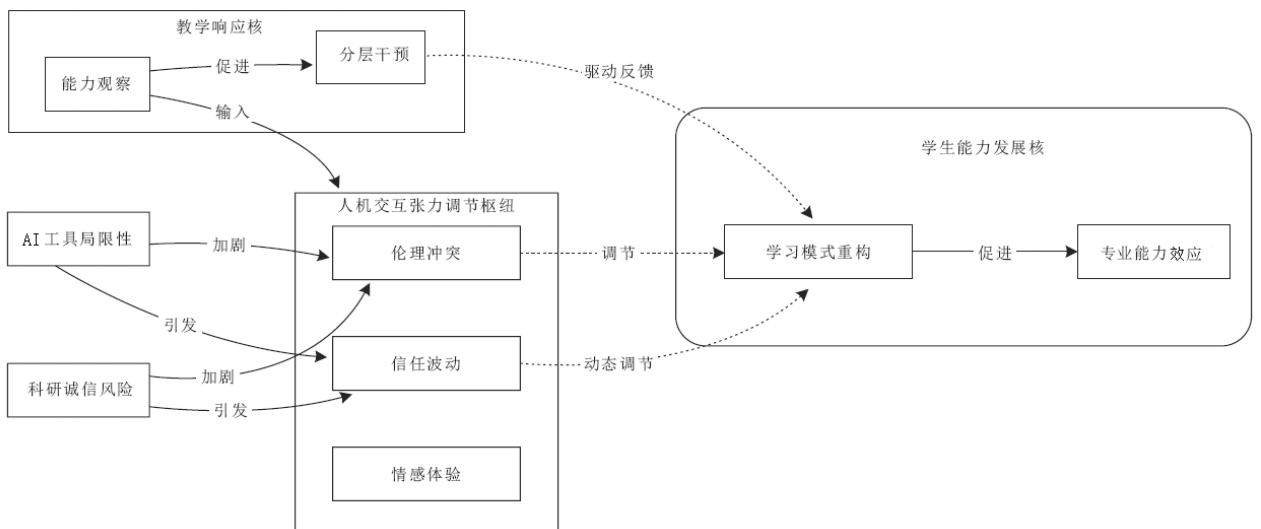 教学响应核
分层干预
促进
能力观察
驱动反馈
输入
学生能力发展核
人机交互张力调节枢纽
AI工具局限性
加剧
伦理冲突
调节
学习模式重构
促进
专业能力效应
引发
信任波动
动态调节
科研诚信风险
加剧
引发
情感体验